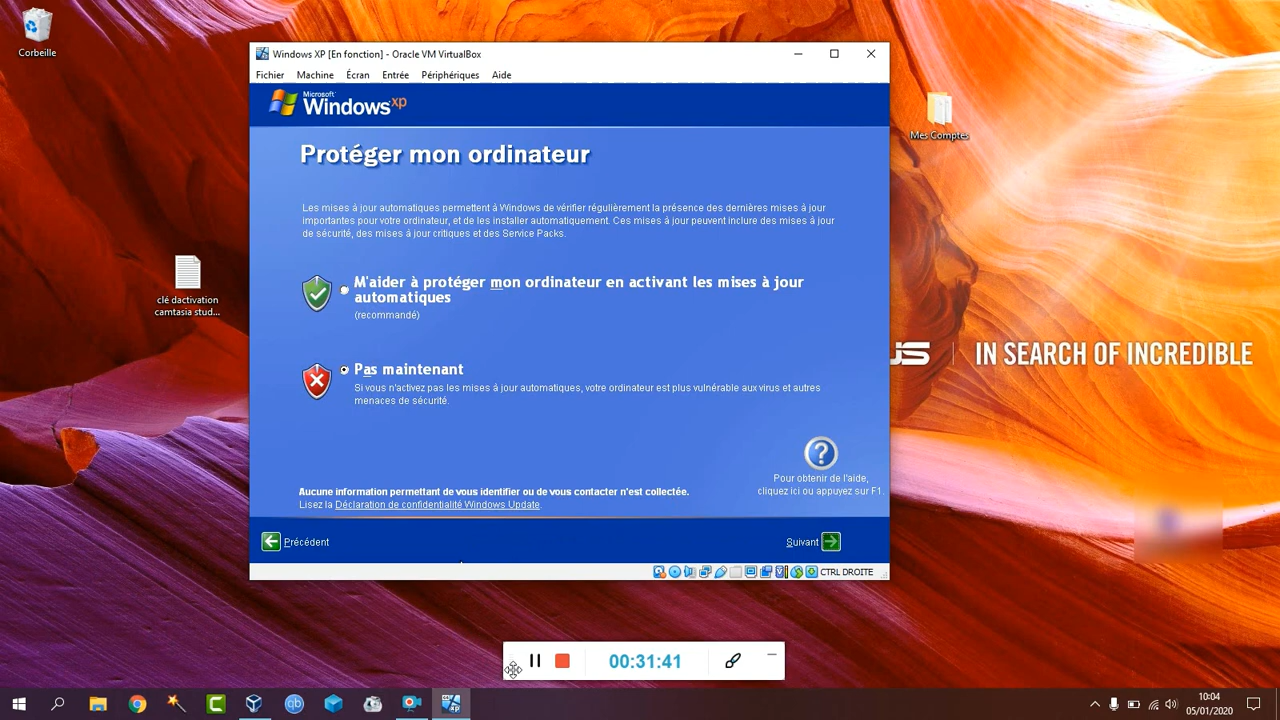 Corbeille
Windows XP [En fonction] - Oracle VM VirtualBox
Fichier Machine Écran Entrée Périphériques Aide
Microsoft
Windows xp
Protéger mon ordinateur
Les mises à jour automatiques permettent à Windows de vérifier régulièrement la présence des dernières mises à jour
importantes pour votre ordinateur, et de les installer automatiquement. Ces mises à jour peuvent inclure des mises à jour
de sécurité, des mises à jour critiques et des Service Packs.
M'aider à protéger mon ordinateur en activant les mises à jour
automatiques
(recommandé)
Pas maintenant
Si vous n'activez pas les mises à jour automatiques, votre ordinateur est plus vulnérable aux virus et autres
menaces de sécurité.
Pour obtenir de l'aide,
cliquez ici ou appuyez sur F1.
Aucune information permettant de vous identifier ou de vous contacter n'est collectée.
Lisez la Déclaration de confidentialité Windows Update.
Précédent
Suivant
CTRL DROITE
Mes Comptes
clé dactivation
camtasia stud...
IN SEARCH OF INCREDIBLE
00:31:41
10:04
05/01/2020